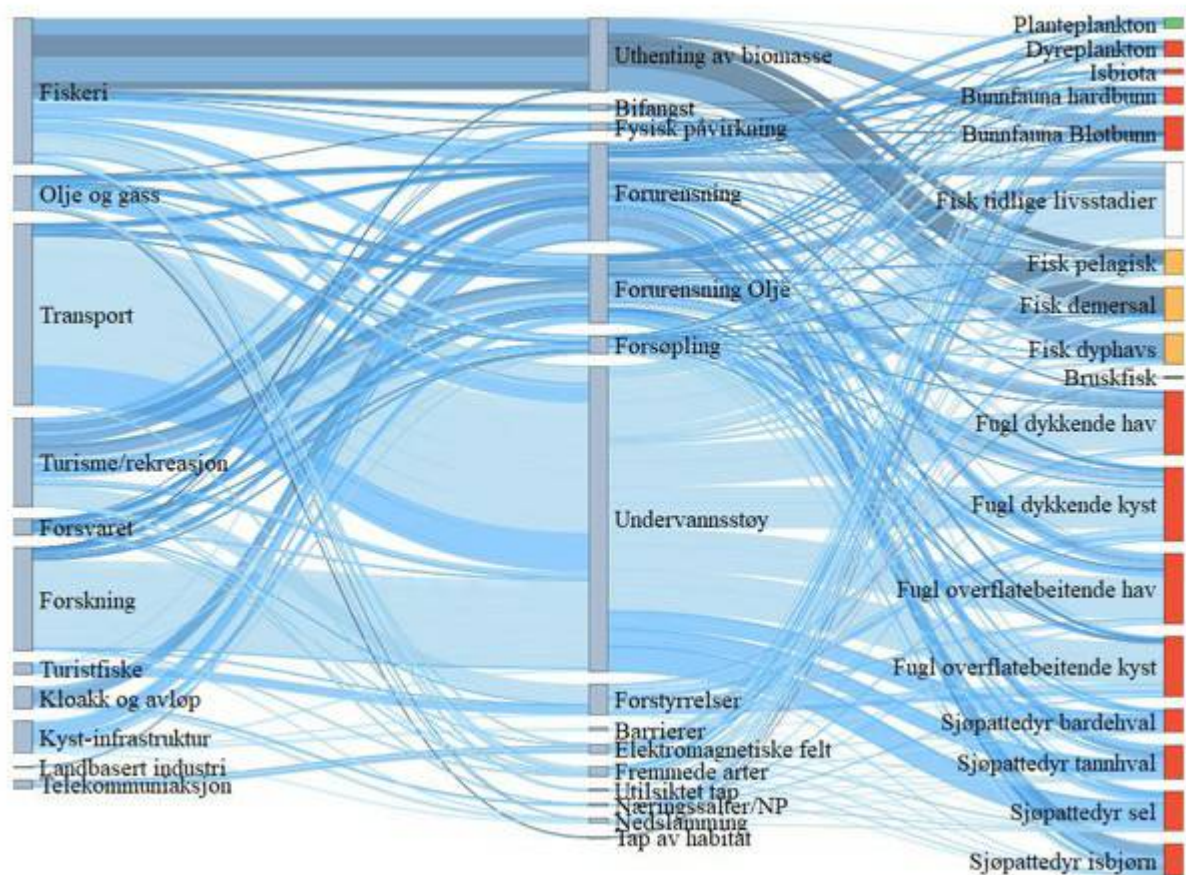 Fiskeri
Olje og gass
Transport
Turisme/rekreasjon
Forsvaret
Forskning
Turistfiske
Kloakk og avløp
Kyst-infrastruktur
Landbasert industri
Telekommuniaksjon
Uthenting av biomasse
Bifangst
Fysisk påvirkning
Forurensning
Forurensning Olje
Forsøpling
Undervannsstøy
Forstyrrelser
Barrierer
Elektromagnetiske felt
Fremmede arter
Utilsiktet tap
Næringssalter/NP
Nedslamming
Tap av habitat
Planteplankton
Dyreplankton
Isbiota
Bunnfauna hardbunn
Bunnfauna Bløtbunn
Fisk tidlige livsstadier
Fisk pelagisk
Fisk demersal
Fisk dyphavs
Bruskfisk
Fugl dykkende hav
Fugl dykkende kyst
Fugl overflatebeitende hav
Fugl overflatebeitende kyst
Sjøpattedyr bardehval
Sjøpattedyr tannhval
Sjøpattedyr sel
Sjøpattedyr isbjørn